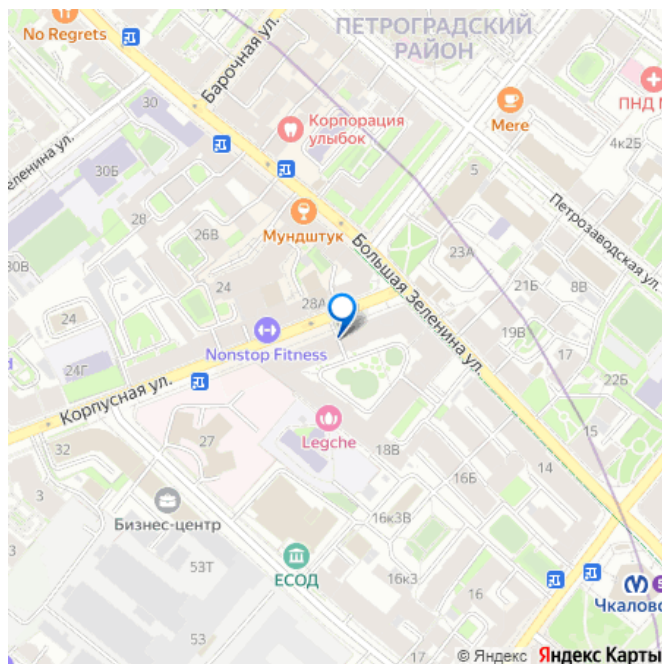 No Regrets
Барочная ул.
ПЕТРОГРАДСКИЙ
РАЙОН
ПНД
Mere
4к2Б
30
Корпорация
улыбок
5
Зеленина ул.
30Б
28
26В
Мундштук
Большая Зеленина ул.
Петрозаводская ул.
23А
21Б
8В
30В
24
24
28А
19В
17
Nonstop Fitness
24Г
22Б
Корпусная ул.
15
Legche
32
27
18В
14
16Б
3
Бизнес-центр
16к3В
53Т
ЕСОД
16к3
16
Чкаловс
3
53
17
© Яндекс Яндекс Карты